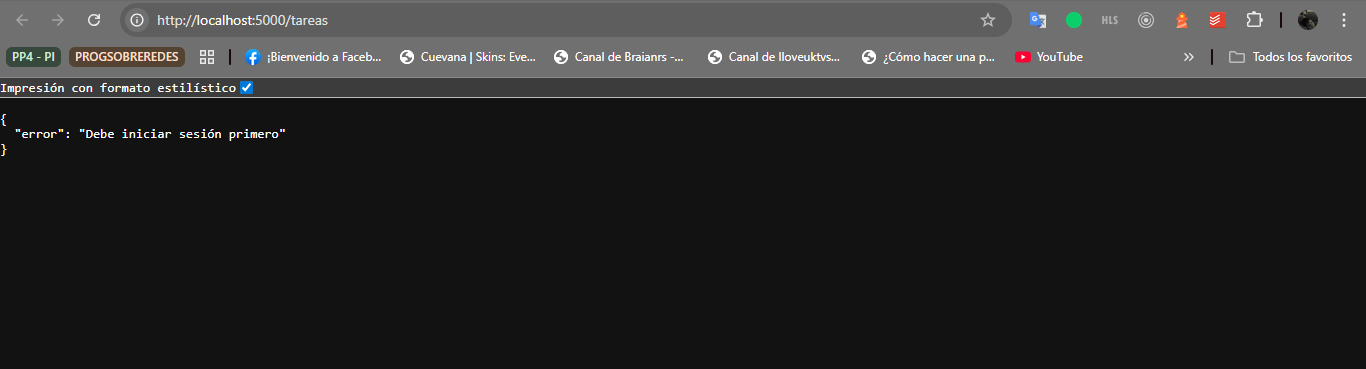 http://localhost:5000/tareas
HLS
PP4 - PI PROGSOBREREDES ¡Bienvenido a Faceb... Cuevana | Skins: Eve... Canal de Braianrs -... Canal de Iloveuktvs... ¿Cómo hacer una p... YouTube » Todos los favoritos
Impresión con formato estilístico
{
"error": "Debe iniciar sesión primero"
}